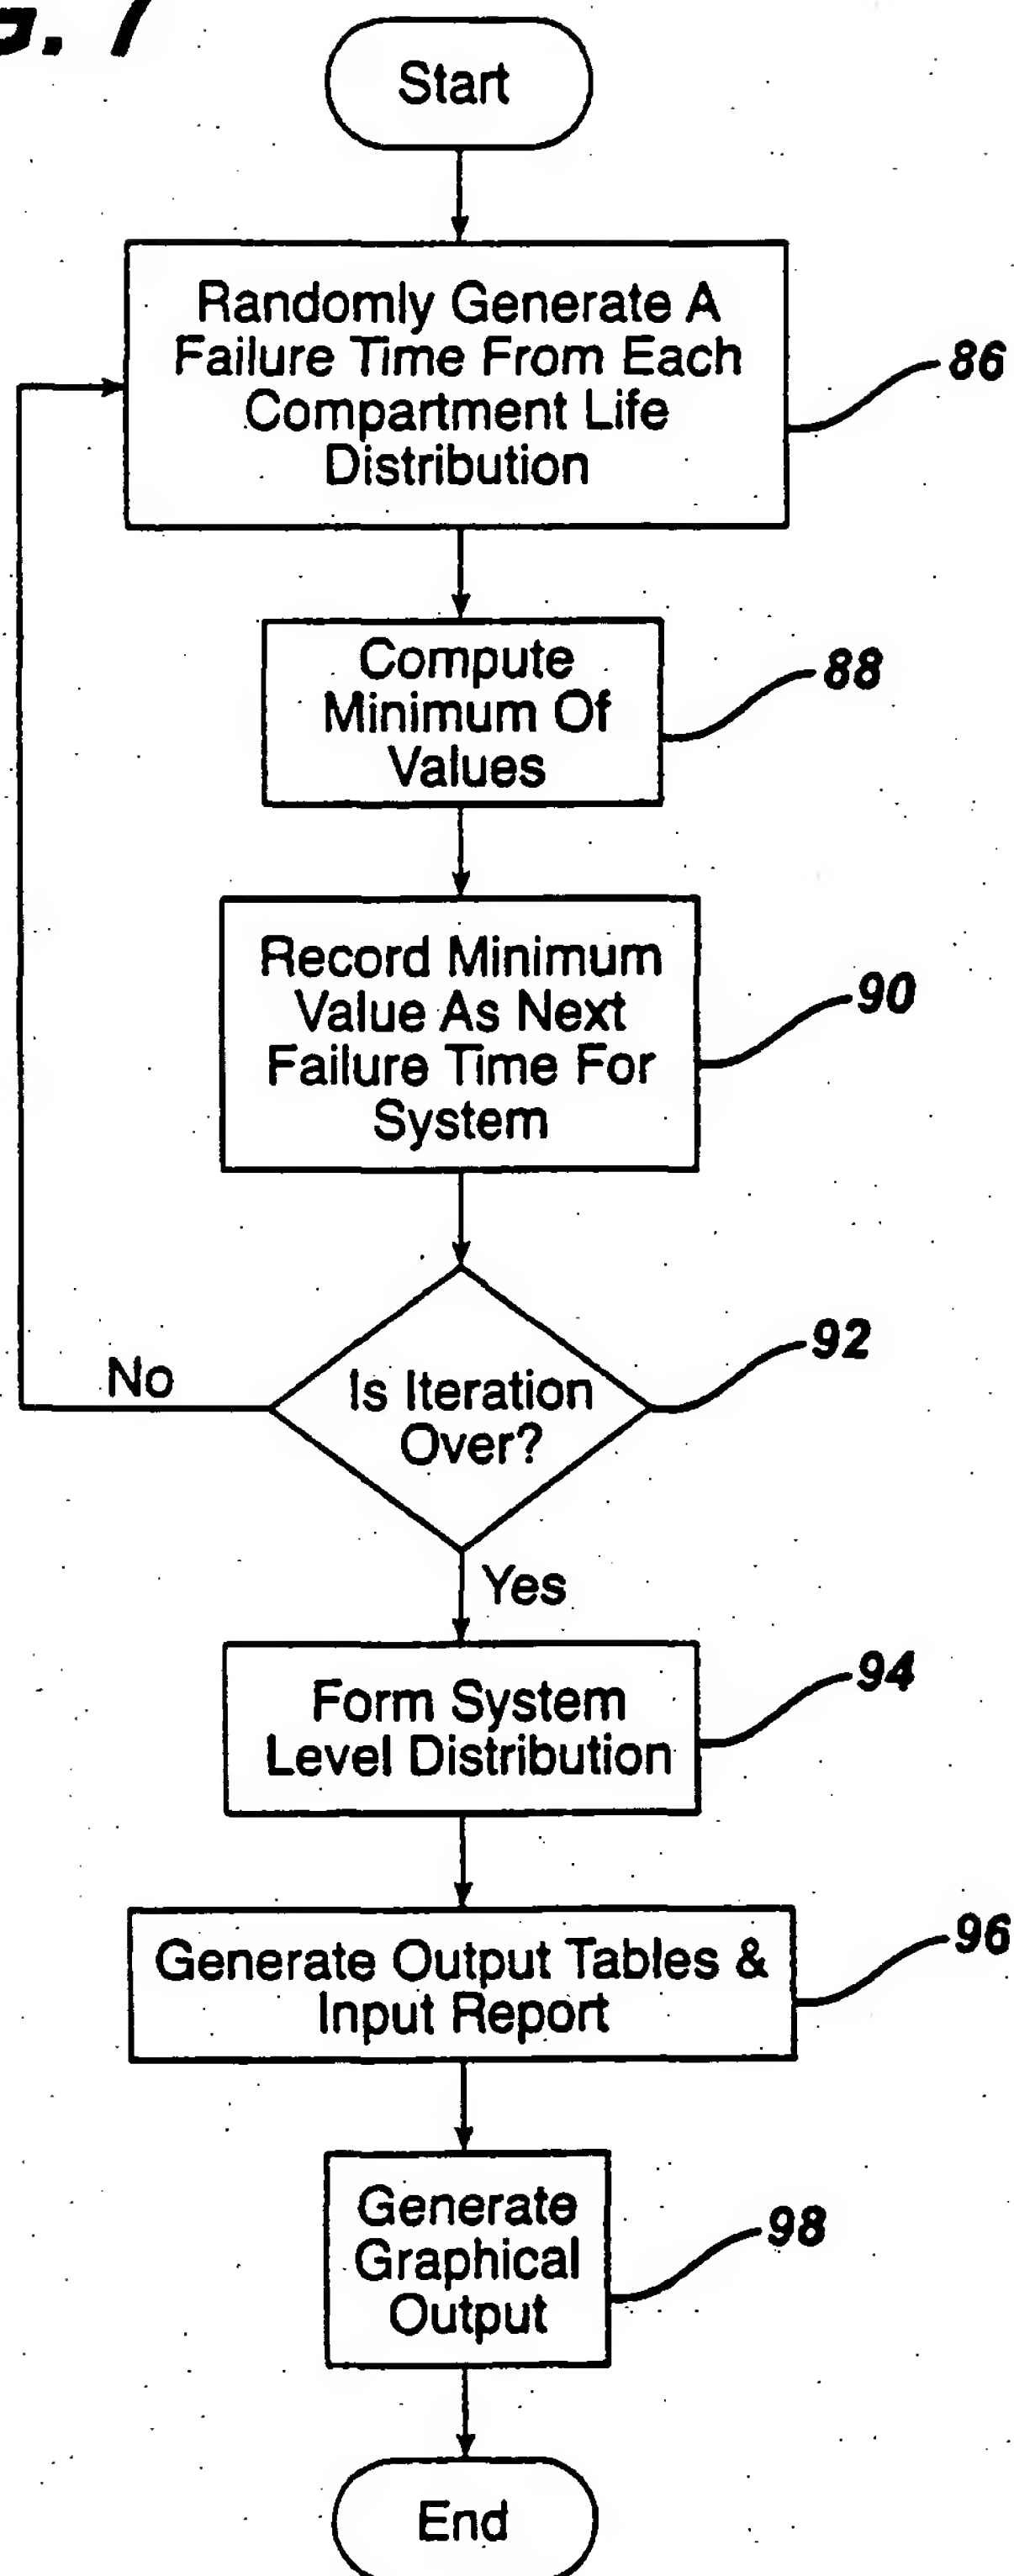 Start
Randomly Generate A
Failure Time From Each
Compartment Life
Distribution
86
Compute
Minimum Of
Values
88
Record Minimum
Value As Next
Failure Time For
System
90
Is Iteration
Over?
92
No
Yes
Form System
Level Distribution
94
Generate Output Tables &
Input Report
96
Generate
Graphical
Output
98
End